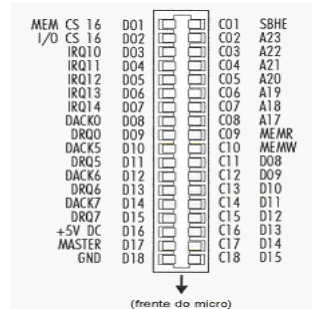 MEM CS 16 D01 C01 SBHE
I/O CS 16 D02 C02 A23
IRQ10 D03 C03 A22
IRQ11 D04 C04 A21
IRQ12 D05 C05 A20
IRQ13 D06 C06 A19
IRQ14 D07 C07 A18
DACK0 D08 C08 A17
DRQ0 D09 C09 MEMR
DACK5 D10 C10 MEMW
DRQ5 D11 C11 D08
DACK6 D12 C12 D09
DRQ6 D13 C13 D10
DACK7 D14 C14 D11
DRQ7 D15 C15 D12
+5V DC D16 C16 D13
MASTER D17 C17 D14
GND D18 C18 D15
(frente do micro)